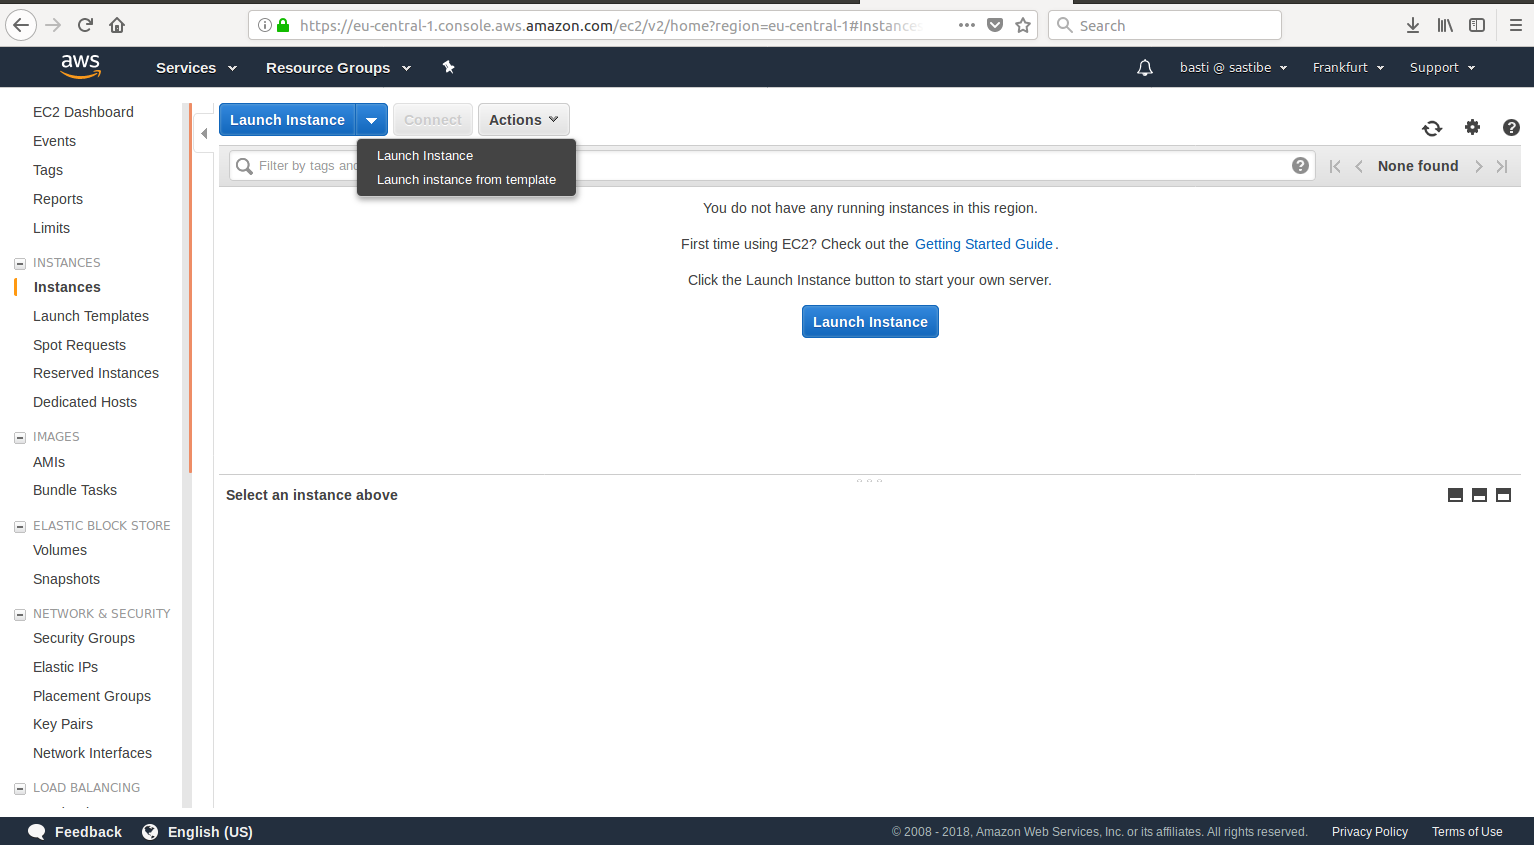 https://eu-central-1.console.aws.amazon.com/ec2/v2/home?region=eu-central-1#Instances
Search
aws
Services
Resource Groups
basti @ sastibe
Frankfurt
Support
EC2 Dashboard
Events
Tags
Reports
Limits
INSTANCES
Instances
Launch Templates
Spot Requests
Reserved Instances
Dedicated Hosts
IMAGES
AMIs
Bundle Tasks
ELASTIC BLOCK STORE
Volumes
Snapshots
NETWORK & SECURITY
Security Groups
Elastic IPs
Placement Groups
Key Pairs
Network Interfaces
LOAD BALANCING
Launch Instance
Connect
Actions
Launch Instance
Launch instance from template
Filter by tags and
None found
You do not have any running instances in this region.
First time using EC2? Check out the Getting Started Guide.
Click the Launch Instance button to start your own server.
Launch Instance
Select an instance above
Feedback
English (US)
© 2008 - 2018, Amazon Web Services, Inc. or its affiliates. All rights reserved.
Privacy Policy
Terms of Use